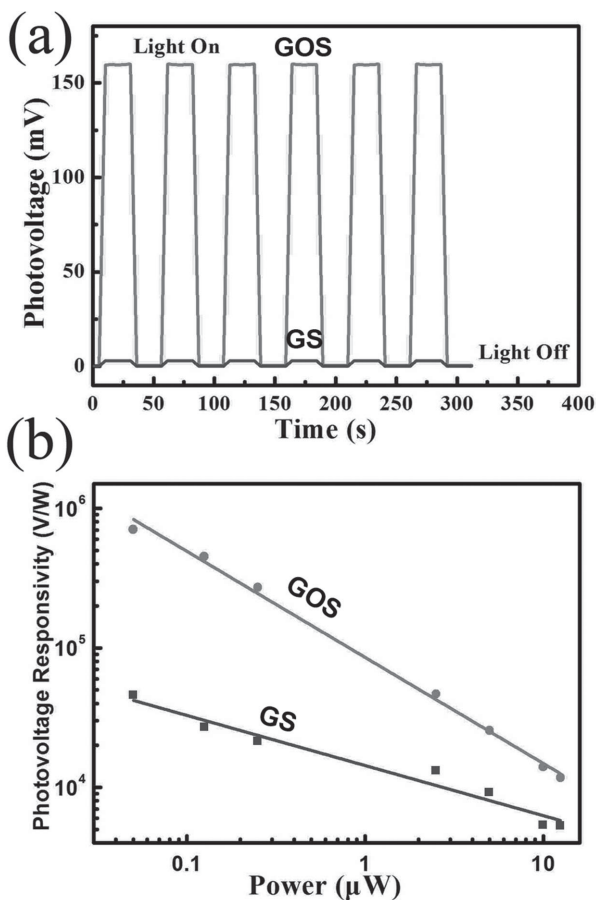 (a)
Light On
GOS
150
100
50
0
Photovoltage (mV)
GS
Light Off
0 50 100 150 200 250 300 350 400
Time (s)
(b)
10⁶
10⁵
10⁴
Photovoltage Responsivity (V/W)
GOS
GS
0.1 1 10
Power (μW)